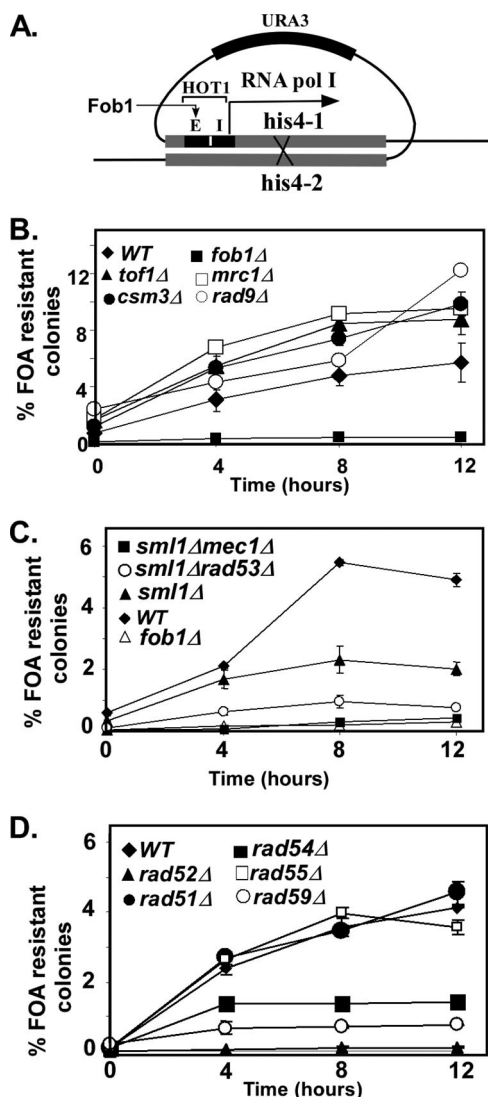 A.
URA3
HOT1
RNA pol I
Fob1
E I
his4-1
his4-2
B.
% FOA resistant
colonies
12
8
4
0
WT
fob1Δ
tof1Δ
mrc1Δ
csm3Δ
rad9Δ
0 4 8 12
Time (hours)
C.
% FOA resistant
colonies
6
4
2
0
sml1Δmec1Δ
sml1Δrad53Δ
sml1Δ
WT
fob1Δ
0 4 8 12
Time (hours)
D.
% FOA resistant
colonies
6
4
2
0
WT
rad54Δ
rad52Δ
rad55Δ
rad51Δ
rad59Δ
0 4 8 12
Time (hours)